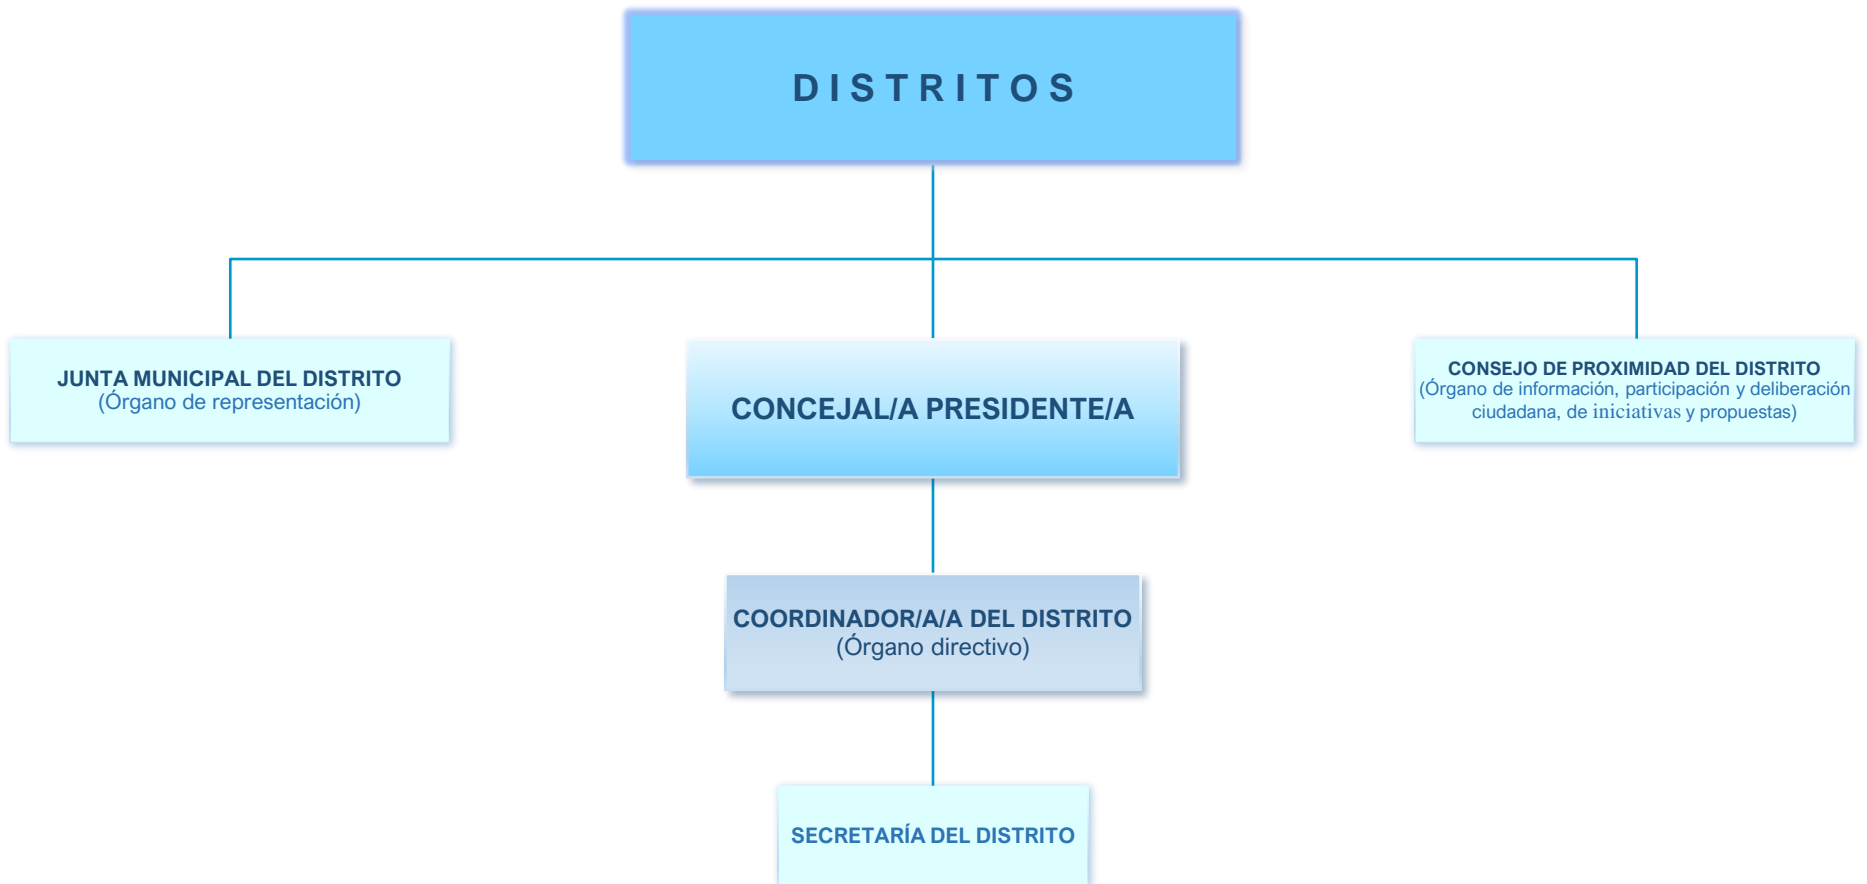 DISTRITOS
JUNTA MUNICIPAL DEL DISTRITO
(Órgano de representación)
CONCEJAL/A PRESIDENTE/A
CONSEJO DE PROXIMIDAD DEL DISTRITO
(Órgano de información, participación y deliberación
ciudadana, de iniciativas y propuestas)
COORDINADOR/A/A DEL DISTRITO
(Órgano directivo)
SECRETARÍA DEL DISTRITO